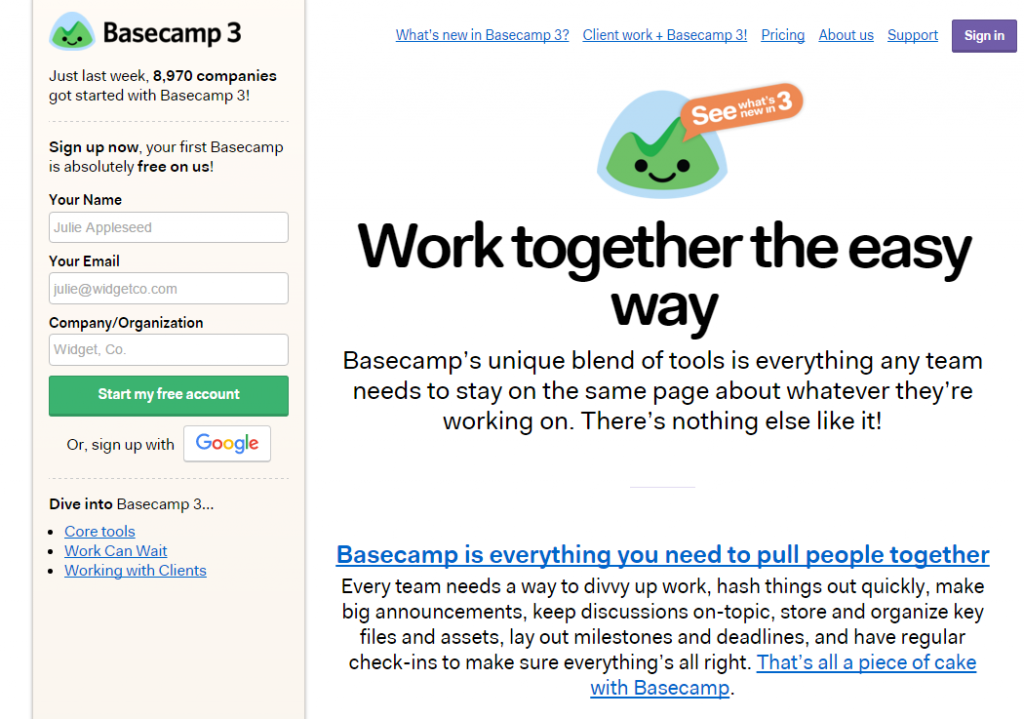 Basecamp 3
Just last week, 8,970 companies
got started with Basecamp 3!
Sign up now, your first Basecamp
is absolutely free on us!
Your Name
Julie Appleseed
Your Email
julie@widgetco.com
Company/Organization
Widget, Co.
Start my free account
Or, sign up with Google
Dive into Basecamp 3...
Core tools
Work Can Wait
Working with Clients
What's new in Basecamp 3? Client work + Basecamp 3! Pricing About us Support Sign in
See what's new in 3
Work together the easy
way
Basecamp's unique blend of tools is everything any team
needs to stay on the same page about whatever they're
working on. There's nothing else like it!
Basecamp is everything you need to pull people together
Every team needs a way to divvy up work, hash things out quickly, make
big announcements, keep discussions on-topic, store and organize key
files and assets, lay out milestones and deadlines, and have regular
check-ins to make sure everything's all right. That's all a piece of cake
with Basecamp.